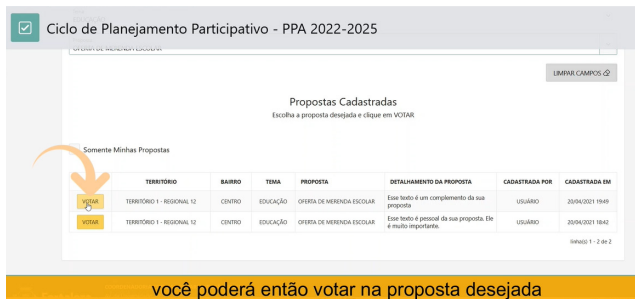 Ciclo de Planejamento Participativo - PPA 2022-2025
OFERTA DE MERENDA ESCOLAR
LIMPAR CAMPOS
Propostas Cadastradas
Escolha a proposta desejada e clique em VOTAR
Somente Minhas Propostas
TERRITÓRIO BAIRRO TEMA PROPOSTA DETALHAMENTO DA PROPOSTA CADASTRADA POR CADASTRADA EM
VOTAR TERRITÓRIO 1 - REGIONAL 12 CENTRO EDUCAÇÃO OFERTA DE MERENDA ESCOLAR Esse texto é um complemento da sua proposta USUÁRIO 20/04/2021 19:49
VOTAR TERRITÓRIO 1 - REGIONAL 12 CENTRO EDUCAÇÃO OFERTA DE MERENDA ESCOLAR Esse texto é pessoal da sua proposta. Ele é muito importante. USUÁRIO 20/04/2021 18:42
linha(s) 1 - 2 de 2
você poderá então votar na proposta desejada